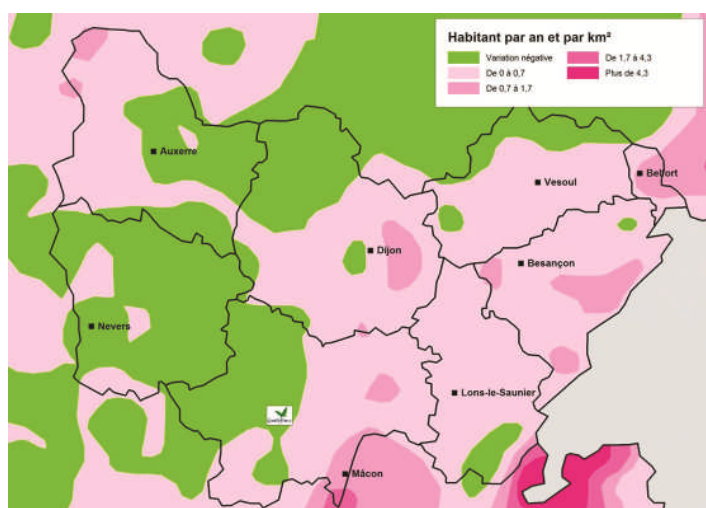 Habitant par an et par km²
Variation négative
De 1,7 à 4,3
De 0 à 0,7
Plus de 4,3
De 0,7 à 1,7
Auxerre
Vesoul
Belfort
Dijon
Besançon
Nevers
Lons-le-Saunier
Mâcon